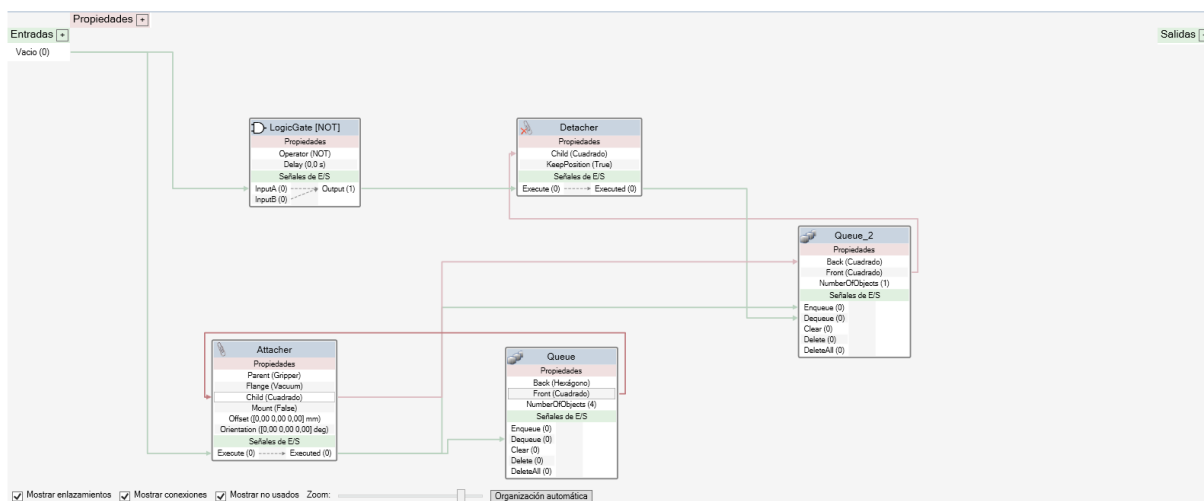 Propiedades +
Entradas +
Salidas
Vacio (0)
LogicGate [NOT]
Propiedades
Operator (NOT)
Delay (0,0 s)
Señales de E/S
InputA (0) Output (1)
InputB (0)
Detacher
Propiedades
Child (Cuadrado)
KeepPosition (True)
Señales de E/S
Execute (0) Executed (0)
Queue_2
Propiedades
Back (Cuadrado)
Front (Cuadrado)
NumberOfObjects (1)
Señales de E/S
Enqueue (0)
Dequeue (0)
Clear (0)
Delete (0)
DeleteAll (0)
Attacher
Propiedades
Parent (Gripper)
Flange (Vacuum)
Child (Cuadrado)
Mount (False)
Offset ([0,00 0,00 0,00] mm)
Orientation ([0,00 0,00 0,00] deg)
Señales de E/S
Execute (0) Executed (0)
Queue
Propiedades
Back (Hexágono)
Front (Cuadrado)
NumberOfObjects (4)
Señales de E/S
Enqueue (0)
Dequeue (0)
Clear (0)
Delete (0)
DeleteAll (0)
Mostrar enlazamientos Mostrar conexiones Mostrar no usados Zoom: Organización automática